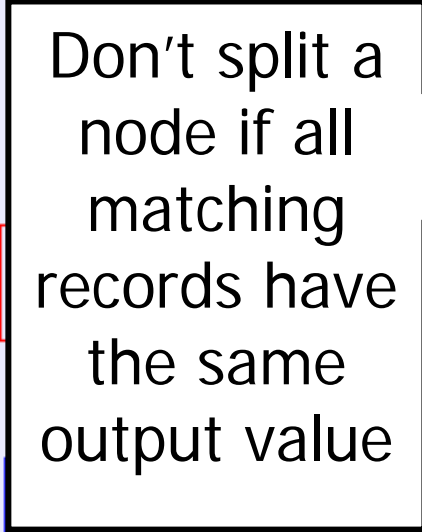 Don't split a
node if all
matching
records have
the same
output value